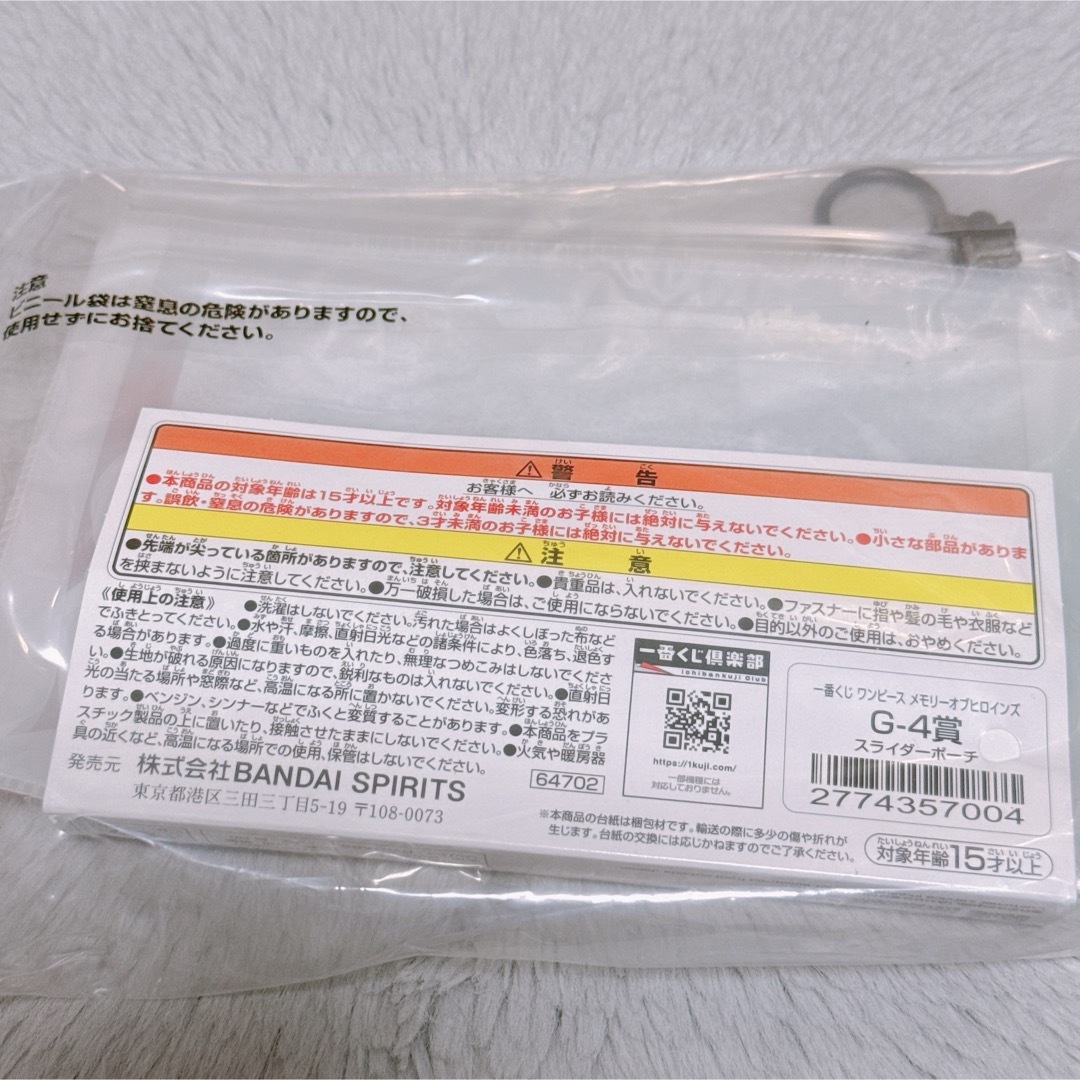 注意
ビニール袋は窒息の危険がありますので、
使用せずにお捨てください。
⚠警告
お客様へ 必ずお読みください。
●本商品の対象年齢は15才以上です。対象年齢未満のお子様には絶対に与えないでください。●小さな部品がありま
す。誤飲・窒息の危険がありますので、3才未満のお子様には絶対に与えないでください。
⚠注意
●先端が尖っている箇所がありますので、注意してください。●貴重品は、入れないでください。●ファスナーに指や髪の毛や衣服など
を挟まないように注意してください。●万一破損した場合は、ご使用にならないでください。●目的以外のご使用は、おやめください。
《使用上の注意》●洗濯はしないでください。汚れた場合はよくしぼった布など
でふきとってください。●水や汗、摩擦、直射日光などの諸条件により、色落ち、退色す
る場合があります。●過度に重いものを入れたり、無理なつめこみはしないでくださ
い。●生地が破れる原因になりますので、鋭利なものは入れないでください。●直射日
光の当たる場所や窓際など、高温になる所に置かないでください。変形する恐れがあ
ります。●ベンジン、シンナーなどでふくと変質することがあります。●本商品をプラ
スチック製品の上に置いたり、接触させたままにしないでください。●火気や暖房器
具の近くなど、高温になる場所での使用、保管はしないでください。
発売元 株式会社BANDAI SPIRITS
東京都港区三田三丁目5-19 〒108-0073
64702
一番くじ倶楽部
Ichibankuji Club
https://1kuji.com/
一部機種には
対応しておりません。
一番くじ ワンピース メモリーオブヒロインズ
G-4賞
スライダーポーチ
2774357004
※本商品の台紙は梱包材です。輸送の際に多少の傷や折れが
生じます。台紙の交換には応じかねますのでご了承ください。
対象年齢15才以上